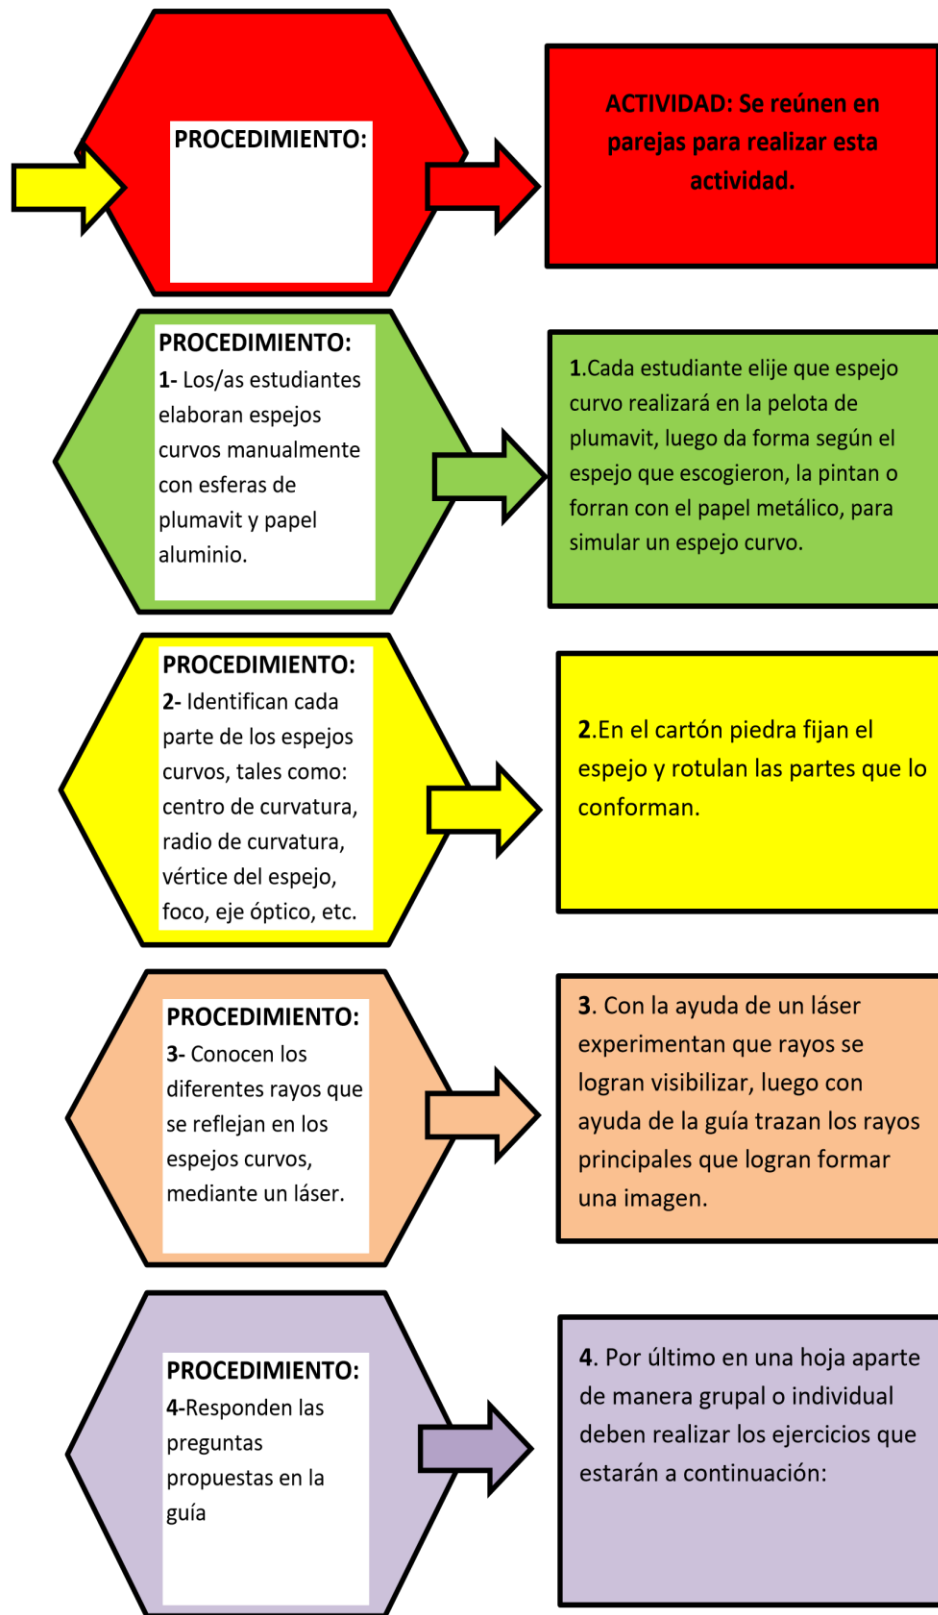 PROCEDIMIENTO:
ACTIVIDAD: Se reúnen en
parejas para realizar esta
actividad.
PROCEDIMIENTO:
1- Los/as estudiantes
elaboran espejos
curvos manualmente
con esferas de
plumavit y papel
aluminio.
1.Cada estudiante elije que espejo
curvo realizará en la pelota de
plumavit, luego da forma según el
espejo que escogieron, la pintan o
forran con el papel metálico, para
simular un espejo curvo.
PROCEDIMIENTO:
2- Identifican cada
parte de los espejos
curvos, tales como:
centro de curvatura,
radio de curvatura,
vértice del espejo,
foco, eje óptico, etc.
2.En el cartón piedra fijan el
espejo y rotulan las partes que lo
conforman.
PROCEDIMIENTO:
3- Conocen los
diferentes rayos que
se reflejan en los
espejos curvos,
mediante un láser.
3. Con la ayuda de un láser
experimentan que rayos se
logran visibilizar, luego con
ayuda de la guía trazan los rayos
principales que logran formar
una imagen.
PROCEDIMIENTO:
4-Responden las
preguntas
propuestas en la
guía
4. Por último en una hoja aparte
de manera grupal o individual
deben realizar los ejercicios que
estarán a continuación: